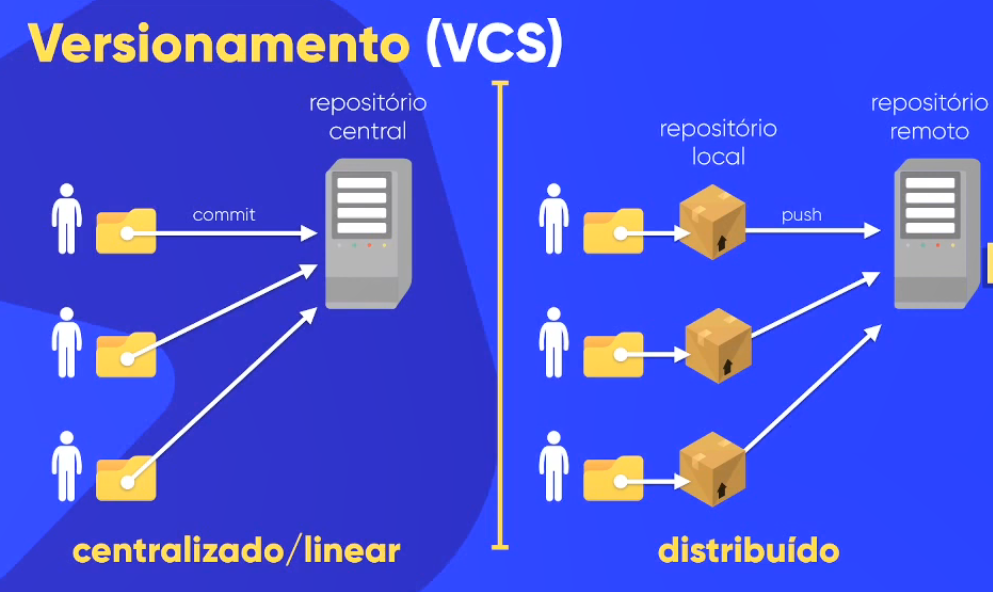 Versionamento (VCS)
repositório
central
commit
centralizado/linear
repositório
local
push
repositório
remoto
distribuído